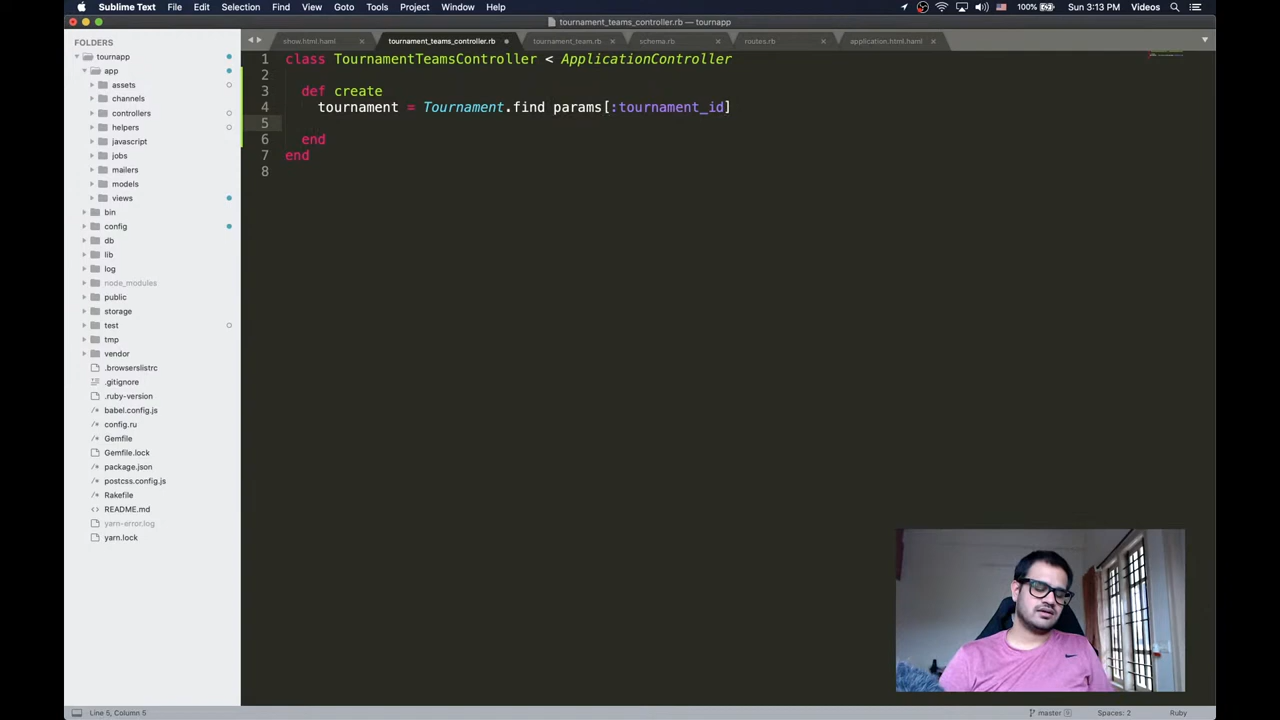 Sublime Text File Edit Selection Find View Goto Tools Project Window Help 100% Videos Sun 3:13 PM
tournament_teams_controller.rb — tournapp
FOLDERS
show.html.haml
tournament_teams_controller.rb
tournament_team.rb
schema.rb
routes.rb
application.html.haml
tournapp
app
assets
channels
controllers
helpers
javascript
jobs
mailers
models
views
bin
config
db
lib
log
node_modules
public
storage
test
tmp
vendor
.browserslistrc
.gitignore
.ruby-version
babel.config.js
config.ru
Gemfile
Gemfile.lock
package.json
postcss.config.js
Rakefile
README.md
yarn-error.log
yarn.lock
1 class TournamentTeamsController < ApplicationController
2
3 def create
4 tournament = Tournament.find params[:tournament_id]
5
6 end
7 end
8
Line 5, Column 5
master 5
Spaces: 2
Ruby